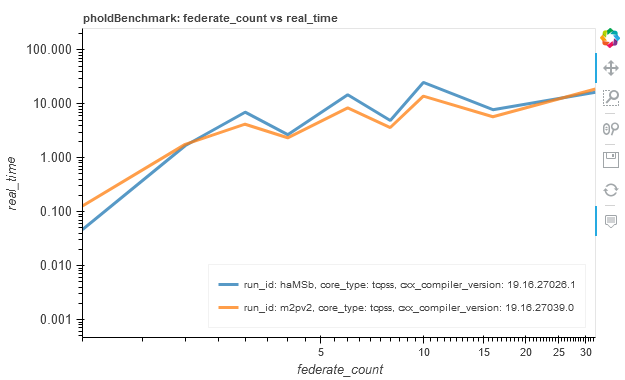 pholdBenchmark: federate_count vs real_time
100.000
10.000
1.000
0.100
0.010
0.001
real_time
run_id: haMSb, core_type: tcpss, cxx_compiler_version: 19.16.27026.1
run_id: m2pv2, core_type: tcpss, cxx_compiler_version: 19.16.27039.0
5 10 15 20 25 30
federate_count